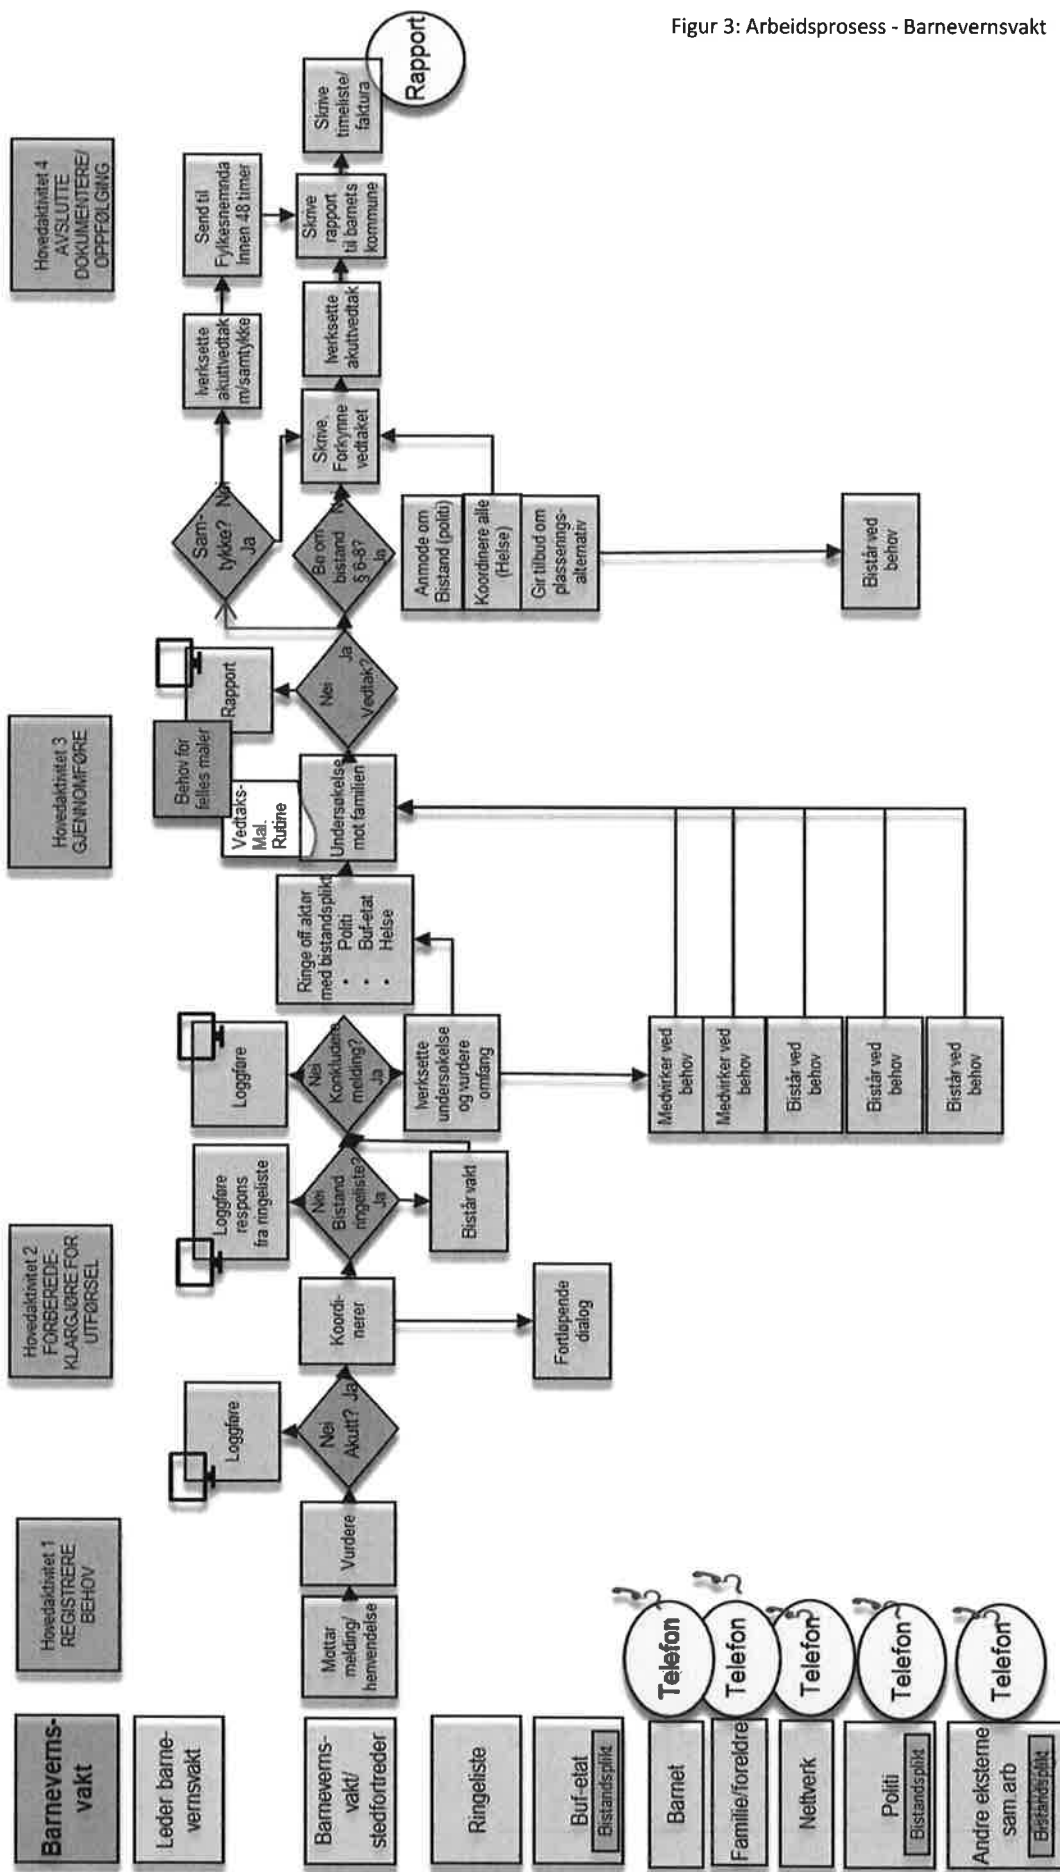 Figur 3: Arbeidsprosess - Barnevernsvakt
Barneverns-
vakt
Hovedaktivitet 1
REGISTRERE
BEHOV
Hovedaktivitet 2
FORBEREDE-
KLARGJØRE FOR
UTFØRSEL
Hovedaktivitet 3
GJENNOMFØRE
Hovedaktivitet 4
AVSLUTTE
DOKUMENTERE/
OPPFØLGING
Leder barne-
vernsvakt
Loggføre
Loggføre
respons
fra ringeliste
Loggføre
Vedtaks-
Mal.
Rutine
Behov for
felles maler
Rapport
Sam-
tykke? Nei
Ja
Iverksette
akuttvedtak
m/samtykke
Send til
Fylkesnemnda
Innen 48 timer
Barneverns-
vakt/
stedfortreder
Mottar
melding/
henvendelse
Vurdere
Nei
Akutt? Ja
Koordi-
nerer
Nei
Bistand
ringeliste?
Ja
Nei
Konkludere
melding?
Ja
Ringe off aktør
med bistandsplikt
• Politi
• Buf-etat
• Helse
Undersøkelse
mot familien
Nei Ja
Vedtak?
Be om
bistand Nei
§ 6-8?
Ja
Skrive,
Forkynne
vedtaket
Iverksette
akuttvedtak
Skrive
rapport
til barnets
kommune
Skrive
timeliste/
faktura
Rapport
Ringeliste
Bistår vakt
Iverksette
undersøkelse
og vurdere
omfang
Anmode om
Bistand (politi)
Koordinere alle
(Helse)
Gir tilbud om
plasserings-
alternativ
Buf-etat
Bistandsplikt
Fortløpende
dialog
Barnet
Telefon
Medvirker ved
behov
Familie/foreldre
Telefon
Medvirker ved
behov
Nettverk
Telefon
Bistår ved
behov
Politi
Bistandsplikt
Telefon
Bistår ved
behov
Bistår ved
behov
Andre eksterne
sam.arb
Bistandsplikt
Telefon
Bistår ved
behov